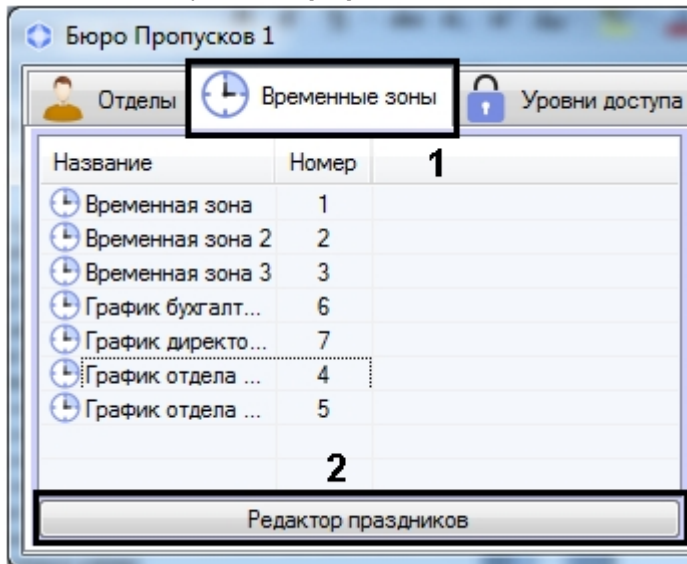 Бюро Пропусков 1
Отделы Временные зоны Уровни доступа
Название Номер 1
Временная зона 1
Временная зона 2 2
Временная зона 3 3
График бухгалт... 6
График директо... 7
График отдела ... 4
График отдела ... 5
2
Редактор праздников